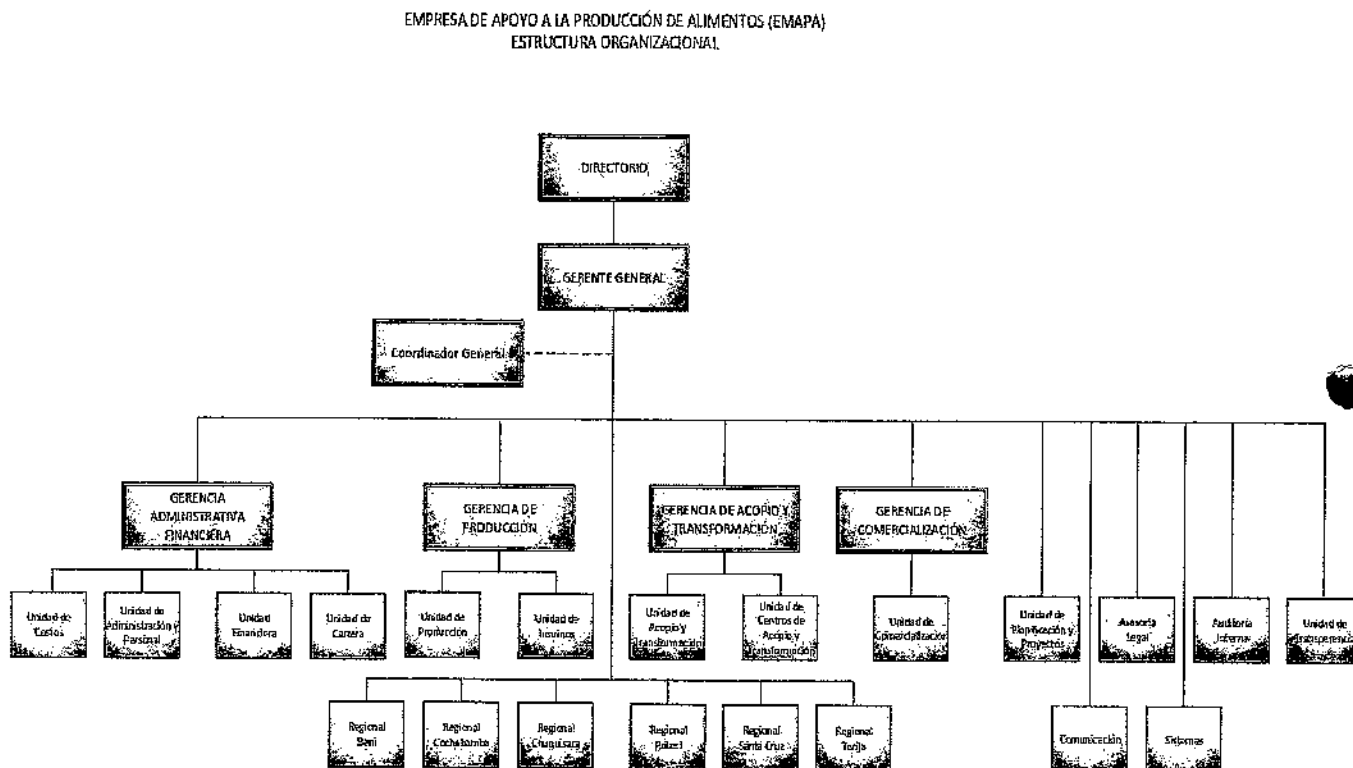 EMPRESA DE APOYO A LA PRODUCCIÓN DE ALIMENTOS (EMAPA)
ESTRUCTURA ORGANIZACIONAL
DIRECTORIO
GERENTE GENERAL
Coordinador General
GERENCIA
ADMINISTRATIVA
FINANCIERA
GERENCIA DE
PRODUCCIÓN
GERENCIA DE ACOPIO Y
TRANSFORMACIÓN
GERENCIA DE
COMERCIALIZACIÓN
Unidad de
Costos
Unidad de
Administración y
Personal
Unidad
Financiera
Unidad de
Cartera
Unidad de
Producción
Unidad de
Insumos
Unidad de
Acopio y
Transformación
Unidad de
Centros de
Acopio y
Transformación
Unidad de
Comercialización
Unidad de
Planificación y
Proyectos
Asesoría
Legal
Auditoría
Interna
Unidad de
Transparencia
Regional
Beni
Regional
Cochabamba
Regional
Chuquisaca
Regional
Potosí
Regional
Santa Cruz
Regional
Tarija
Comunicación
Sistemas